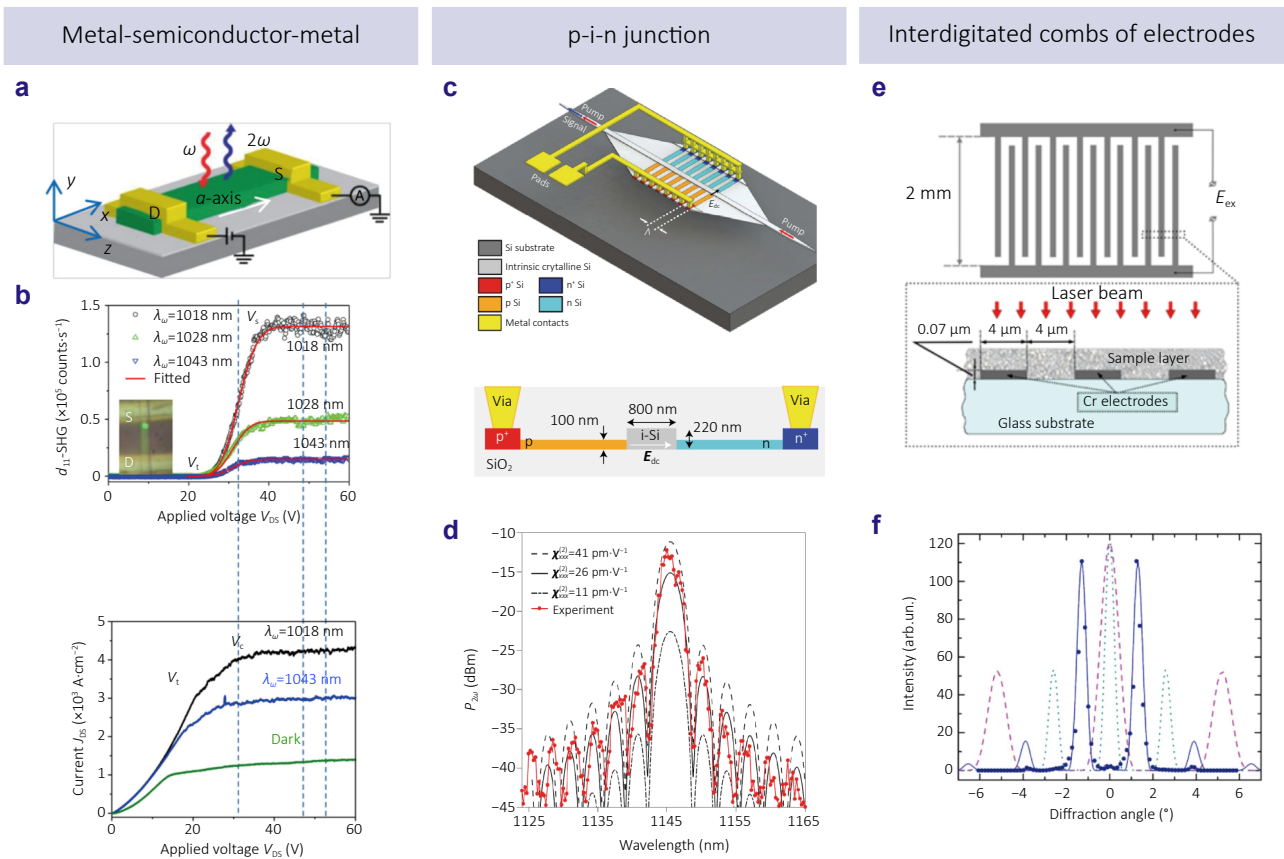 Metal-semiconductor-metal
p-i-n junction
Interdigitated combs of electrodes
a
ω
2ω
S
D
a-axis
A
y
x
z
b
d₁₁-SHG (×10⁵ counts·s⁻¹)
1.5
1.0
0.5
0
λω=1018 nm
λω=1028 nm
λω=1043 nm
Fitted
Vs
1018 nm
1028 nm
1043 nm
S
D
Vt
0 20 40 60
Applied voltage VDS (V)
Current JDS (×10³ A·cm⁻²)
5
4
3
2
1
0
Vt
Vc
λω=1018 nm
λω=1043 nm
Dark
0 10 20 30 40 50 60
Applied voltage VDS (V)
c
Pump
Signal
Pads
Edc
Λ
Pump
Si substrate
Intrinsic crytalline Si
p⁺ Si
n⁺ Si
p Si
n Si
Metal contacts
Via
Via
800 nm
100 nm
220 nm
p⁺
p
i-Si
n
n⁺
Edc
SiO₂
d
P2ω (dBm)
−10
−15
−20
−25
−30
−35
−40
−45
χxxx⁽²⁾=41 pm·V⁻¹
χxxx⁽²⁾=26 pm·V⁻¹
χxxx⁽²⁾=11 pm·V⁻¹
Experiment
1125 1135 1145 1155 1165
Wavelength (nm)
e
2 mm
Eex
Laser beam
0.07 μm
4 μm
4 μm
Sample layer
Cr electrodes
Glass substrate
f
Intensity (arb.un.)
120
100
80
60
40
20
0
−6 −4 −2 0 2 4 6
Diffraction angle (°)